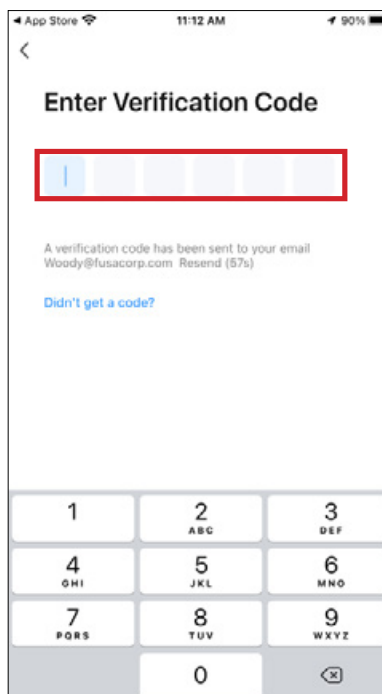 App Store 11:12 AM 90%
Enter Verification Code
A verification code has been sent to your email
Woody@fusacorp.com Resend (57s)
Didn't get a code?
1 2 3
ABC DEF
4 5 6
GHI JKL MNO
7 8 9
PQRS TUV WXYZ
0